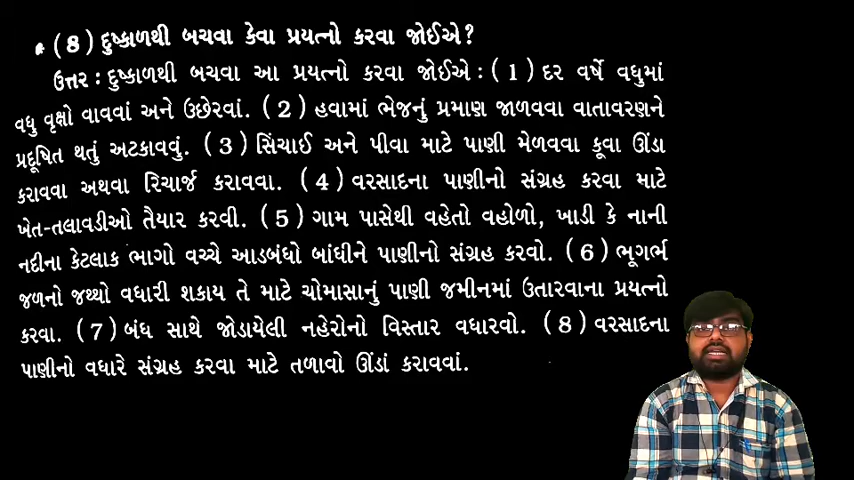 (8) દુષ્કાળથી બચવા કેવા પ્રયત્નો કરવા જોઈએ?
ઉત્તર : દુષ્કાળથી બચવા આ પ્રયત્નો કરવા જોઈએ : (1) દર વર્ષે વધુમાં
વધુ વૃક્ષો વાવવાં અને ઉછેરવાં. (2) હવામાં ભેજનું પ્રમાણ જાળવવા વાતાવરણને
પ્રદૂષિત થતું અટકાવવું. (3) સિંચાઈ અને પીવા માટે પાણી મેળવવા કૂવા ઊંડા
કરાવવા અથવા રિચાર્જ કરાવવા. (4) વરસાદના પાણીનો સંગ્રહ કરવા માટે
ખેત-તલાવડીઓ તૈયાર કરવી. (5) ગામ પાસેથી વહેતો વહોળો, ખાડી કે નાની
નદીના કેટલાક ભાગો વચ્ચે આડબંધો બાંધીને પાણીનો સંગ્રહ કરવો. (6) ભૂગર્ભ
જળનો જથ્થો વધારી શકાય તે માટે ચોમાસાનું પાણી જમીનમાં ઉતારવાના પ્રયત્નો
કરવા. (7) બંધ સાથે જોડાયેલી નહેરોનો વિસ્તાર વધારવો. (8) વરસાદના
પાણીનો વધારે સંગ્રહ કરવા માટે તળાવો ઊંડાં કરાવવાં.